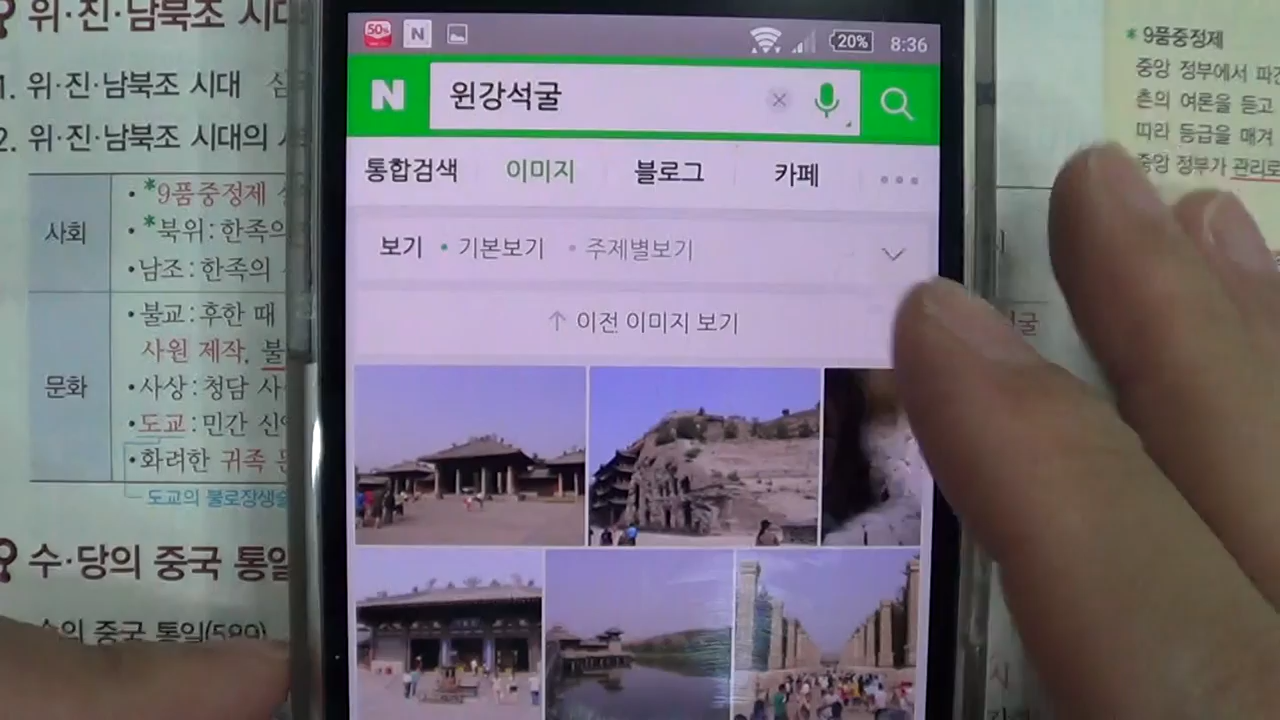 위·진·남북조
1. 위·진·남북조 시대
2. 위·진·남북조 시대의
사회
*9품중정제
*북위: 한족의
남조: 한족의
문화
불교: 후한 때
사원 제작, 불
사상: 청담 사
도교: 민간 신
화려한 귀족
도교의 불로장생술
수·당의 중국 통일
수의 중국 통일(589)
50%
N
20%
8:36
N
윈강석굴
통합검색
이미지
블로그
카페
보기
기본보기
주제별보기
↑ 이전 이미지 보기
*9품중정제
중앙 정부에서 파견
촌의 여론을 듣고
따라 등급을 매겨
중앙 정부가 관리로